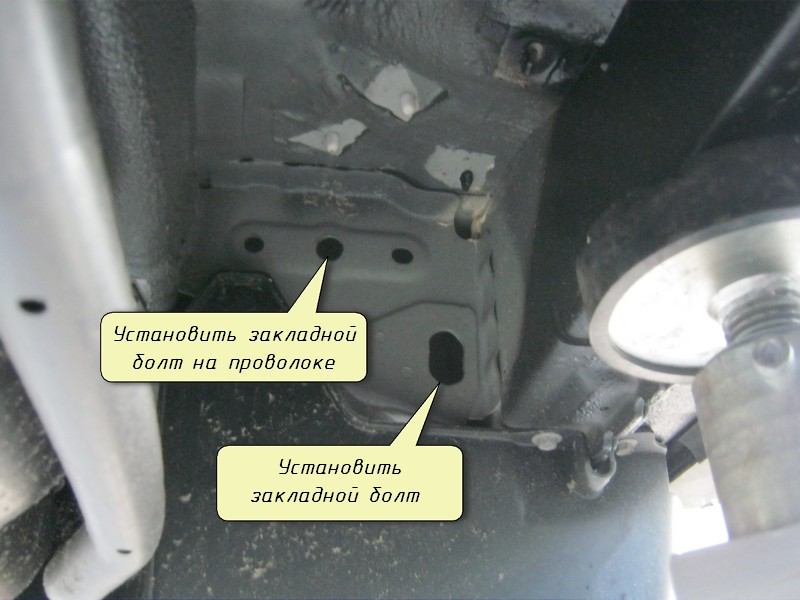 Установить закладной
болт на проволоке
Установить
закладной болт